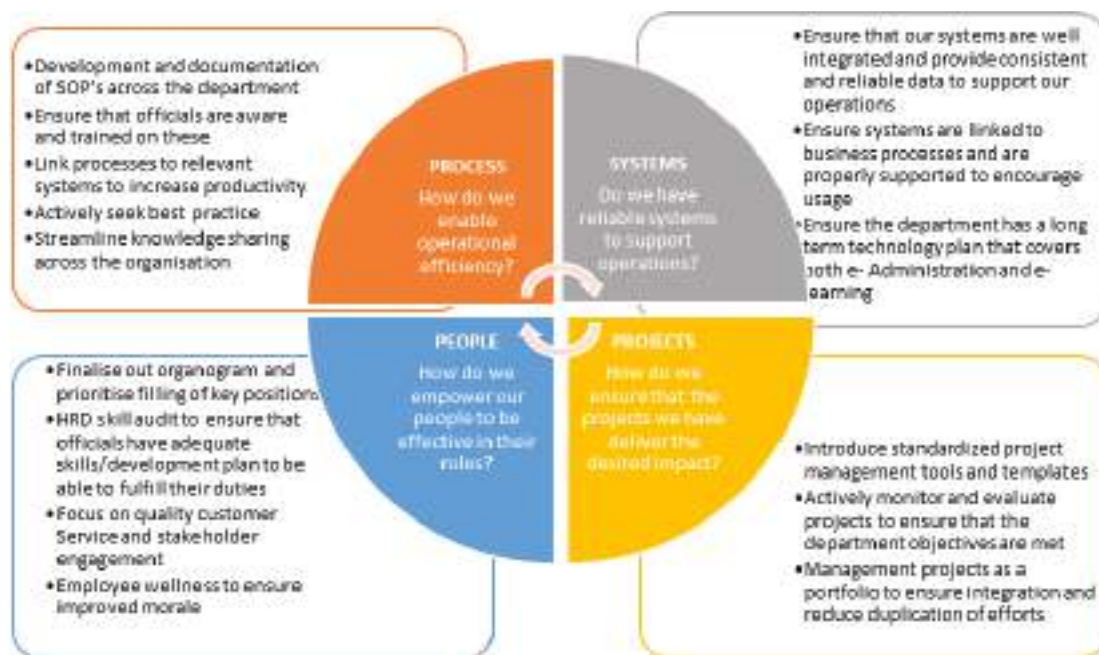 •Development and documentation
of SOP's across the department
•Ensure that officials are aware
and trained on these
•Link processes to relevant
systems to increase productivity
•Actively seek best practice
•Streamline knowledge sharing
across the organisation
PROCESS
How do we
enable
operational
efficiency?
SYSTEMS
Do we have
reliable systems
to support
operations?
•Ensure that our systems are well
integrated and provide consistent
and reliable data to support our
operations
•Ensure systems are linked to
business processes and are
properly supported to encourage
usage
•Ensure the department has a long
term technology plan that covers
both e- Administration and e-
earning
•Finalise out organogram and
prioritise filling of key positions
•HRD skill audit to ensure that
officials have adequate
skills/development plan to be
able to fulfill their duties
•Focus on quality customer
Service and stakeholder
engagement
•Employee wellness to ensure
improved morale
PEOPLE
How do we
empower our
people to be
effective in their
roles?
PROJECTS
How do we
ensure that the
projects we have
deliver the
desired impact?
•Introduce standardized project
management tools and templates
•Actively monitor and evaluate
projects to ensure that the
department objectives are met
•Management projects as a
portfolio to ensure integration and
reduce duplication of efforts